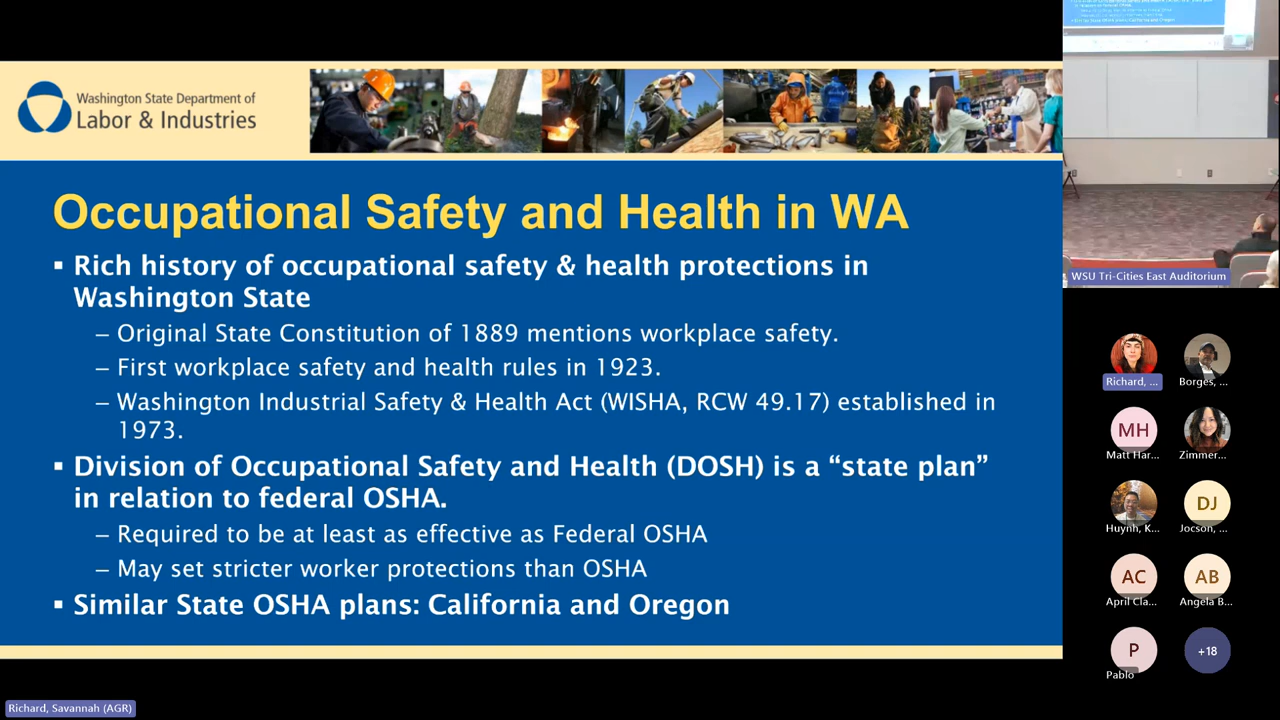 Washington State Department of
Labor & Industries
Occupational Safety and Health in WA
▪ Rich history of occupational safety & health protections in
Washington State
– Original State Constitution of 1889 mentions workplace safety.
– First workplace safety and health rules in 1923.
– Washington Industrial Safety & Health Act (WISHA, RCW 49.17) established in
1973.
▪ Division of Occupational Safety and Health (DOSH) is a “state plan”
in relation to federal OSHA.
– Required to be at least as effective as Federal OSHA
– May set stricter worker protections than OSHA
▪ Similar State OSHA plans: California and Oregon
WSU Tri-Cities East Auditorium
Richard, ...
Borges, ...
MH
Matt Har...
Zimmer...
Huynh, K...
DJ
Jocson, ...
AC
April Cla...
AB
Angela B...
P
Pablo
+18
Richard, Savannah (AGR)